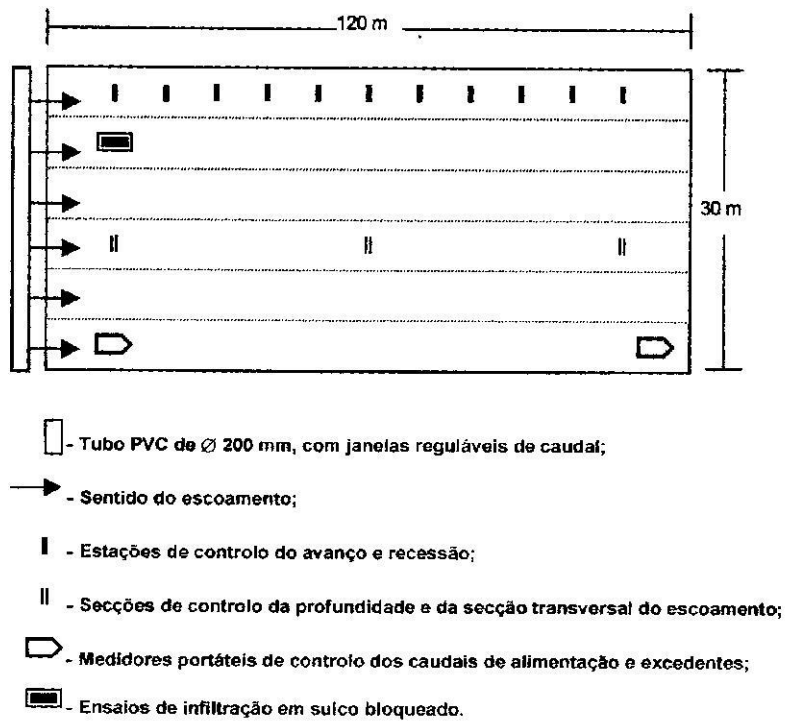 120 m
30 m
- Tubo PVC de Ø 200 mm, com janelas reguláveis de caudal;
- Sentido do escoamento;
- Estações de controlo do avanço e recessão;
- Secções de controlo da profundidade e da secção transversal do escoamento;
- Medidores portáteis de controlo dos caudais de alimentação e excedentes;
- Ensaios de infiltração em sulco bloqueado.